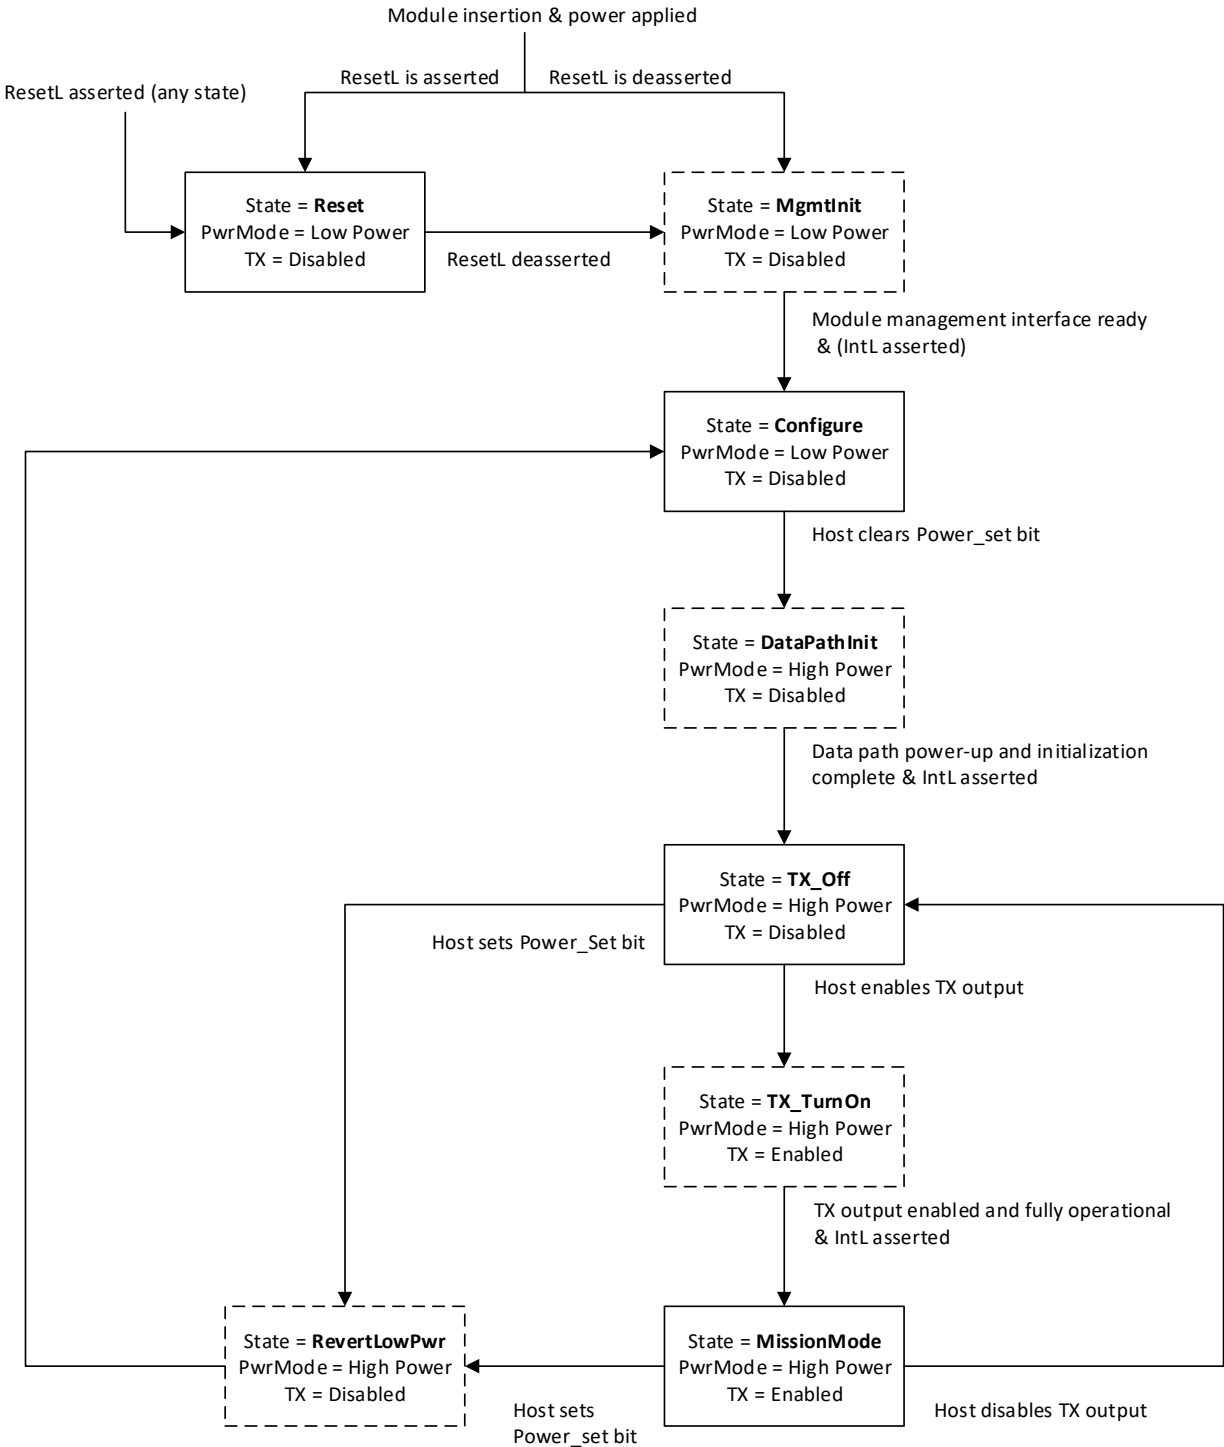 Module insertion & power applied
ResetL is asserted
ResetL is deasserted
ResetL asserted (any state)
State = Reset
PwrMode = Low Power
TX = Disabled
ResetL deasserted
State = MgmtInit
PwrMode = Low Power
TX = Disabled
Module management interface ready
& (IntL asserted)
State = Configure
PwrMode = Low Power
TX = Disabled
Host clears Power_set bit
State = DataPathInit
PwrMode = High Power
TX = Disabled
Data path power-up and initialization
complete & IntL asserted
State = TX_Off
PwrMode = High Power
TX = Disabled
Host sets Power_Set bit
Host enables TX output
State = TX_TurnOn
PwrMode = High Power
TX = Enabled
TX output enabled and fully operational
& IntL asserted
State = RevertLowPwr
PwrMode = High Power
TX = Disabled
State = MissionMode
PwrMode = High Power
TX = Enabled
Host sets
Power_set bit
Host disables TX output